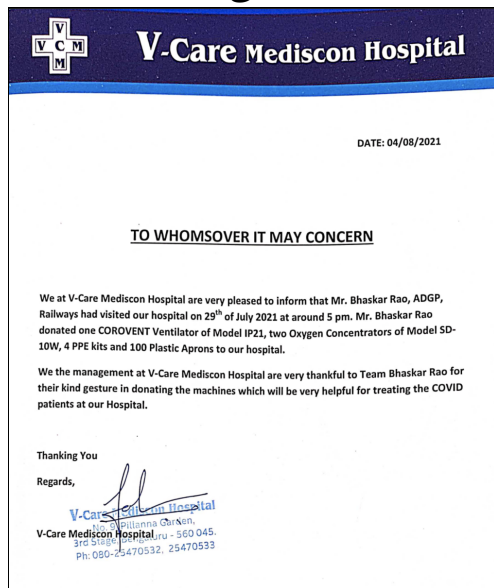 V
V C M
M
V-Care Mediscon Hospital
DATE: 04/08/2021
TO WHOMSOVER IT MAY CONCERN
We at V-Care Mediscon Hospital are very pleased to inform that Mr. Bhaskar Rao, ADGP,
Railways had visited our hospital on 29th of July 2021 at around 5 pm. Mr. Bhaskar Rao
donated one COROVENT Ventilator of Model IP21, two Oxygen Concentrators of Model SD-
10W, 4 PPE kits and 100 Plastic Aprons to our hospital.
We the management at V-Care Mediscon Hospital are very thankful to Team Bhaskar Rao for
their kind gesture in donating the machines which will be very helpful for treating the COVID
patients at our Hospital.
Thanking You
Regards,
V-Care Mediscon Hospital
No. 9, Pillanna Garden,
V-Care Mediscon Hospital
3rd Stage, Bengaluru - 560 045.
Ph: 080-25470532, 25470533